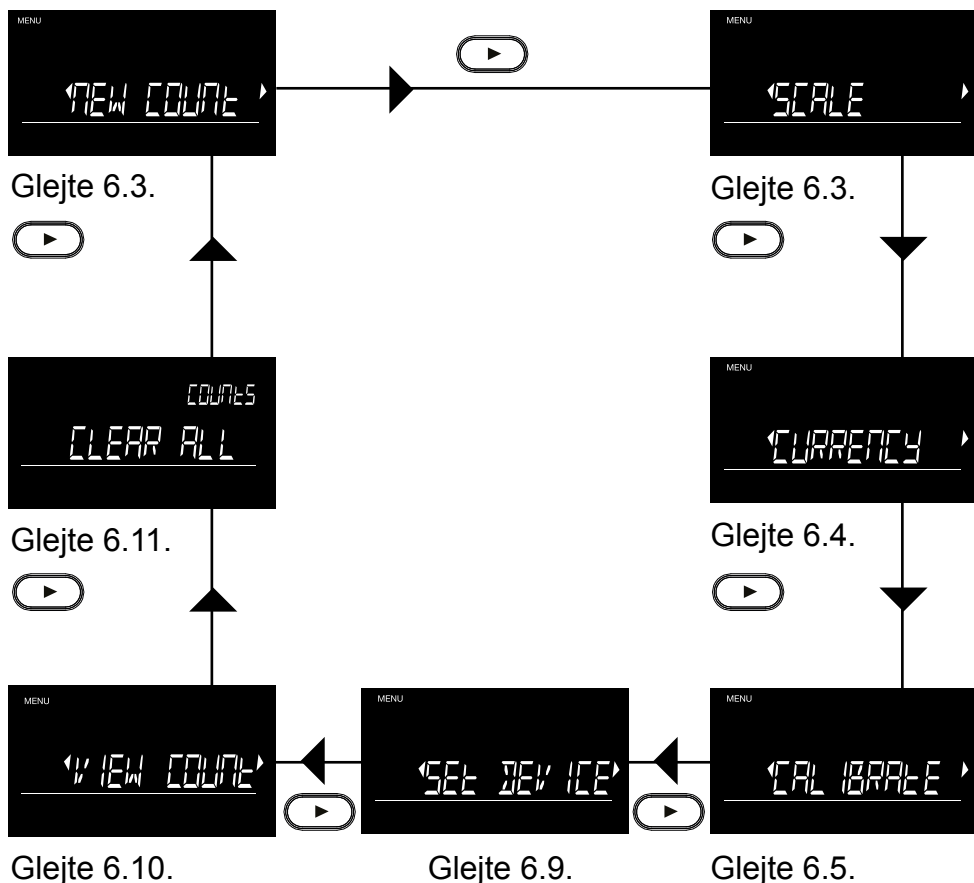 MENU
NEW COUNt
Glejte 6.3.
MENU
SCALE
Glejte 6.3.
COUNtS
CLEAR ALL
Glejte 6.11.
MENU
CURRENCY
Glejte 6.4.
MENU
VIEW COUNt
Glejte 6.10.
MENU
SEt DEVICE
Glejte 6.9.
MENU
CALIBRAtE
Glejte 6.5.